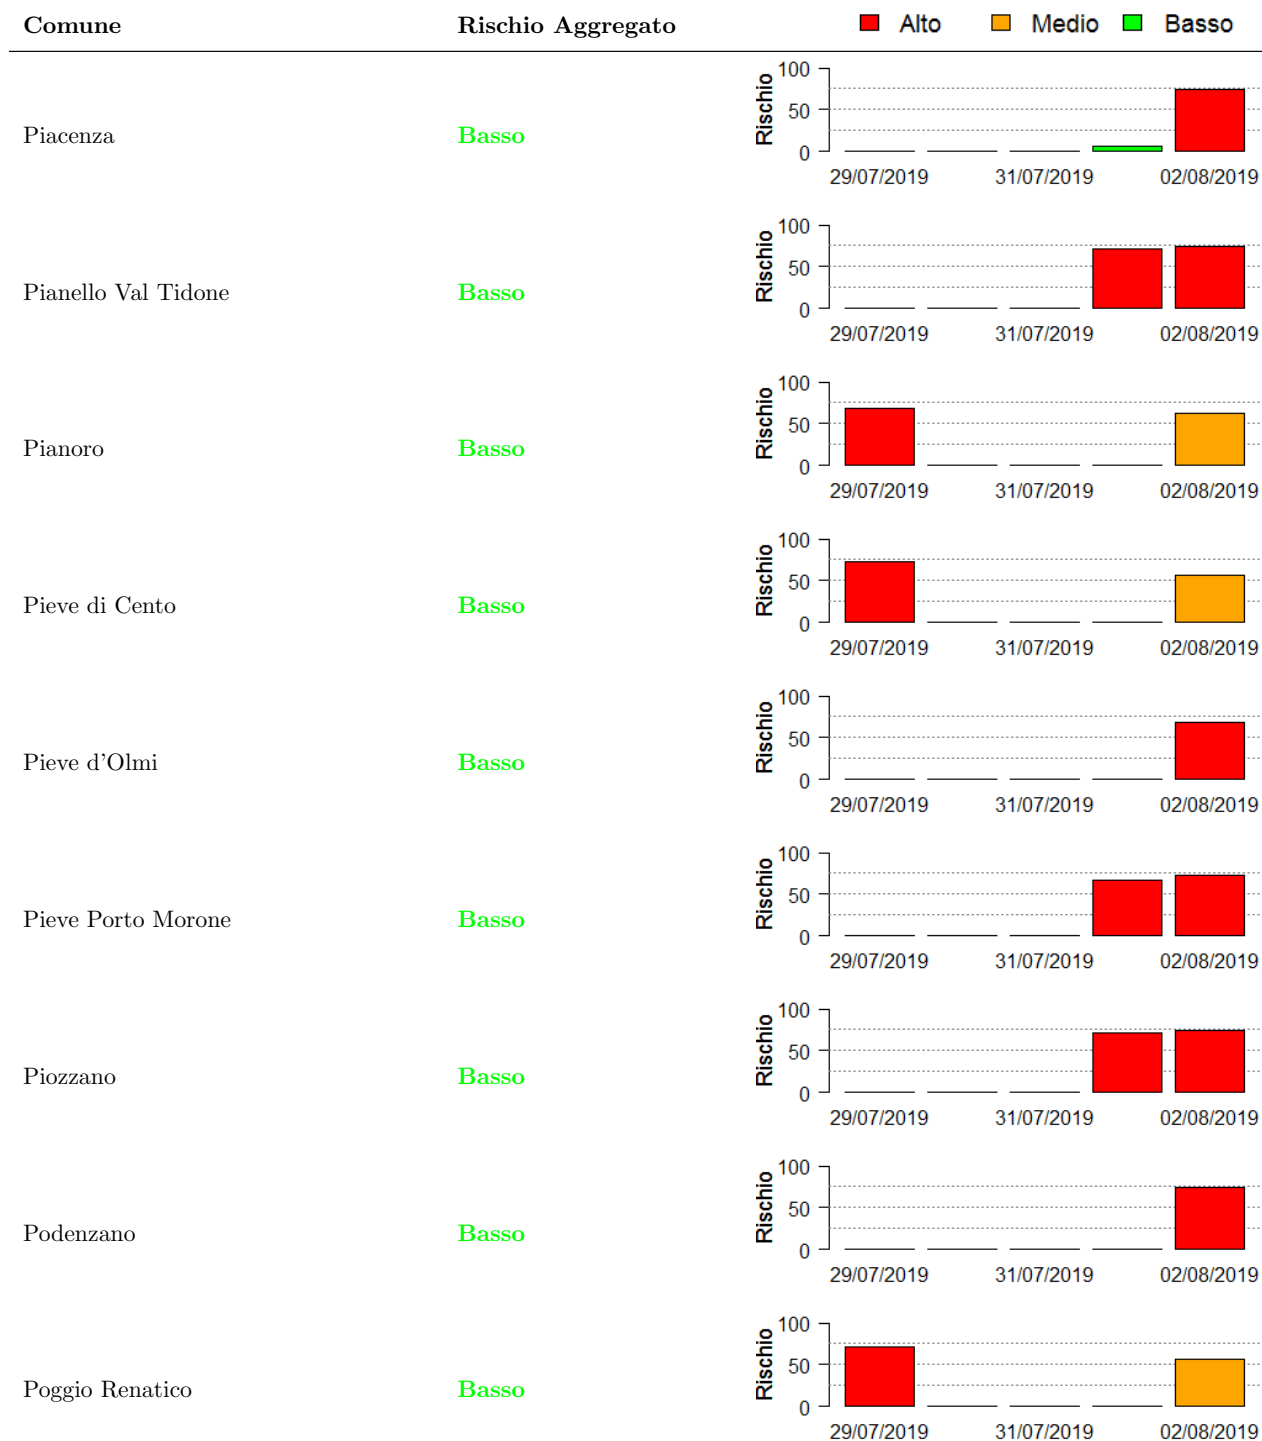 Comune Rischio Aggregato Alto Medio Basso
Piacenza Basso
Rischio
100
50
0
29/07/2019 31/07/2019 02/08/2019
Pianello Val Tidone Basso
Rischio
100
50
0
29/07/2019 31/07/2019 02/08/2019
Pianoro Basso
Rischio
100
50
0
29/07/2019 31/07/2019 02/08/2019
Pieve di Cento Basso
Rischio
100
50
0
29/07/2019 31/07/2019 02/08/2019
Pieve d'Olmi Basso
Rischio
100
50
0
29/07/2019 31/07/2019 02/08/2019
Pieve Porto Morone Basso
Rischio
100
50
0
29/07/2019 31/07/2019 02/08/2019
Piozzano Basso
Rischio
100
50
0
29/07/2019 31/07/2019 02/08/2019
Podenzano Basso
Rischio
100
50
0
29/07/2019 31/07/2019 02/08/2019
Poggio Renatico Basso
Rischio
100
50
0
29/07/2019 31/07/2019 02/08/2019